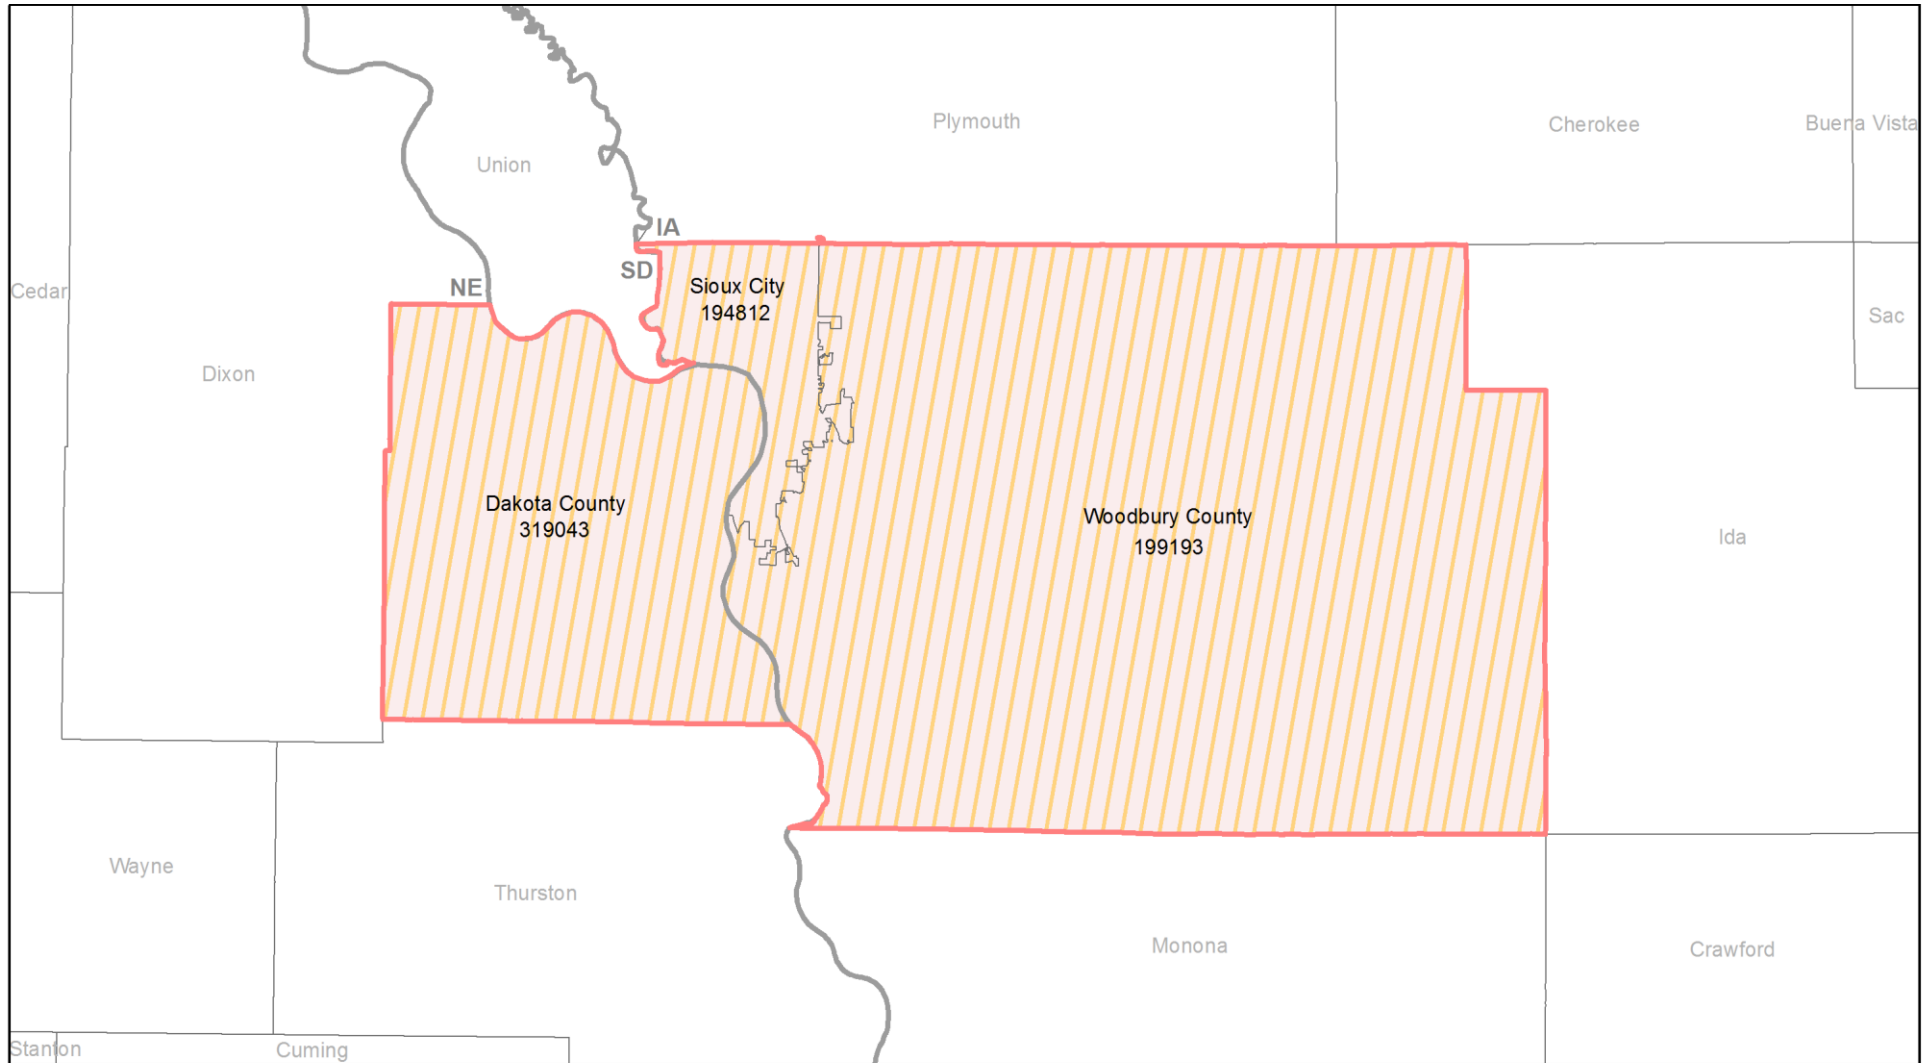 Plymouth
Cherokee
Buena Vista
Union
IA
SD
NE
Cedar
Sioux City
194812
Sac
Dixon
Dakota County
319043
Woodbury County
199193
Ida
Wayne
Thurston
Monona
Crawford
Stanton
Cuming